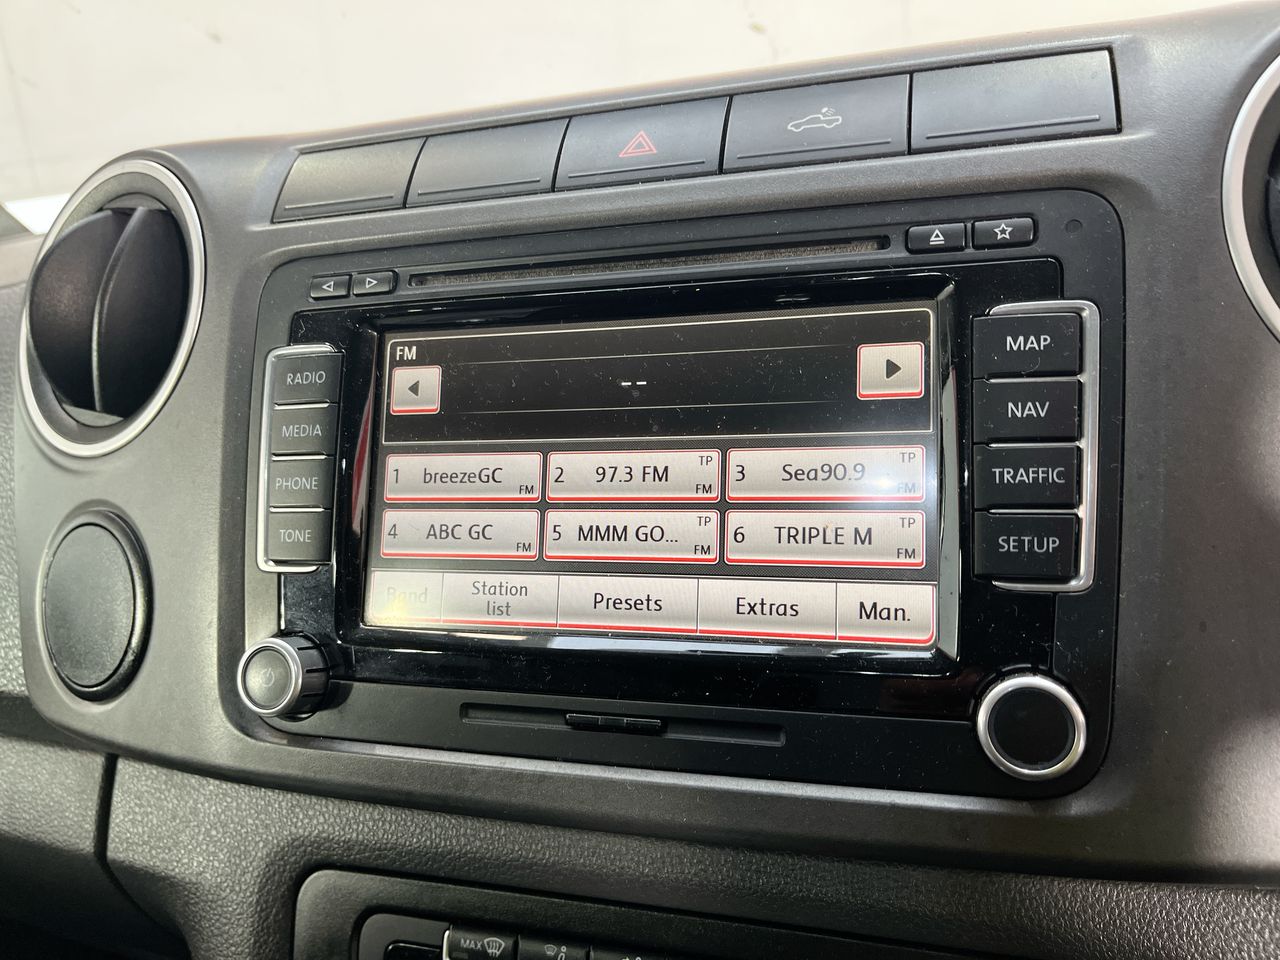 FM
--
RADIO
MEDIA
PHONE
TONE
1 breezeGC FM
2 97.3 FM TP FM
3 Sea90.9 TP FM
4 ABC GC FM
5 MMM GO... TP FM
6 TRIPLE M TP FM
Band
Station
list
Presets
Extras
Man.
MAP
NAV
TRAFFIC
SETUP
MAX